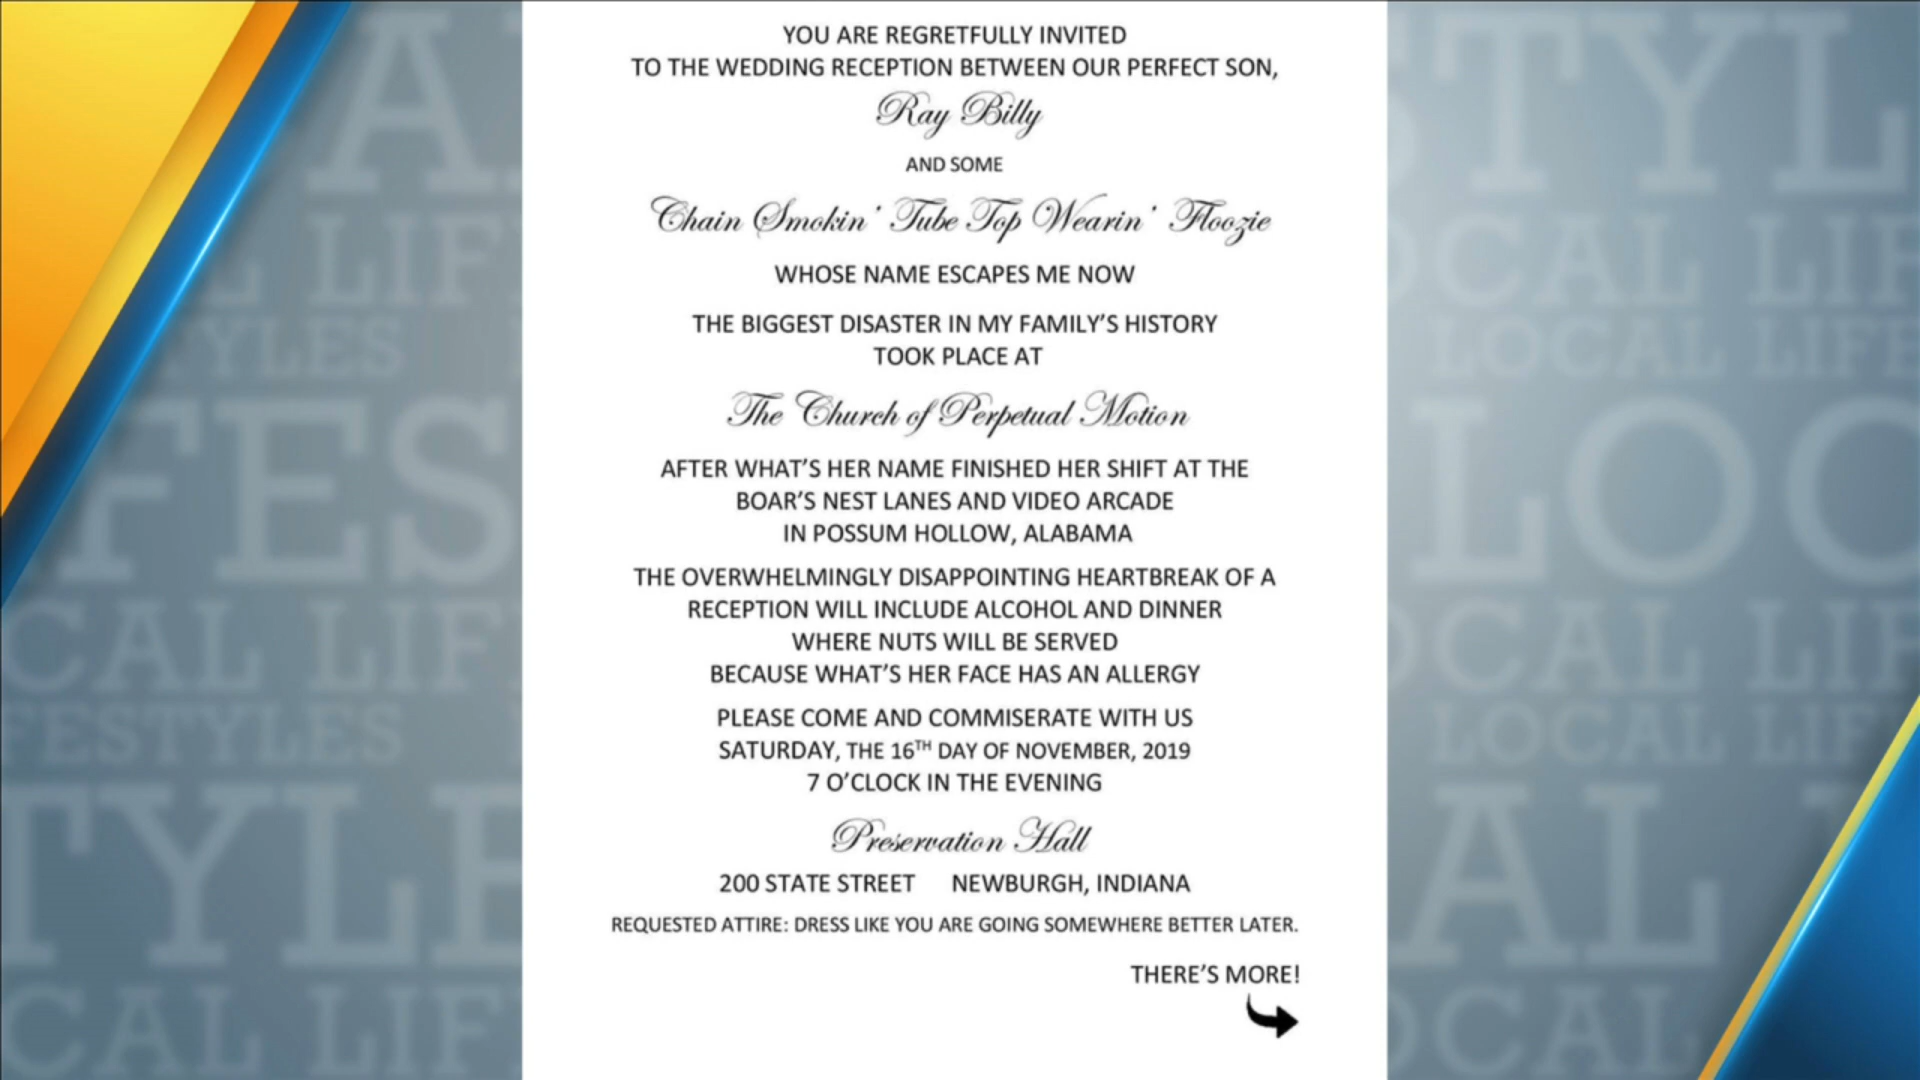 YOU ARE REGRETFULLY INVITED
TO THE WEDDING RECEPTION BETWEEN OUR PERFECT SON,
Ray Billy
AND SOME
Chain Smokin' Tube Top Wearin' Floozie
WHOSE NAME ESCAPES ME NOW
THE BIGGEST DISASTER IN MY FAMILY'S HISTORY
TOOK PLACE AT
The Church of Perpetual Motion
AFTER WHAT'S HER NAME FINISHED HER SHIFT AT THE
BOAR'S NEST LANES AND VIDEO ARCADE
IN POSSUM HOLLOW, ALABAMA
THE OVERWHELMINGLY DISAPPOINTING HEARTBREAK OF A
RECEPTION WILL INCLUDE ALCOHOL AND DINNER
WHERE NUTS WILL BE SERVED
BECAUSE WHAT'S HER FACE HAS AN ALLERGY
PLEASE COME AND COMMISERATE WITH US
SATURDAY, THE 16TH DAY OF NOVEMBER, 2019
7 O'CLOCK IN THE EVENING
Preservation Hall
200 STATE STREET NEWBURGH, INDIANA
REQUESTED ATTIRE: DRESS LIKE YOU ARE GOING SOMEWHERE BETTER LATER.
THERE'S MORE!